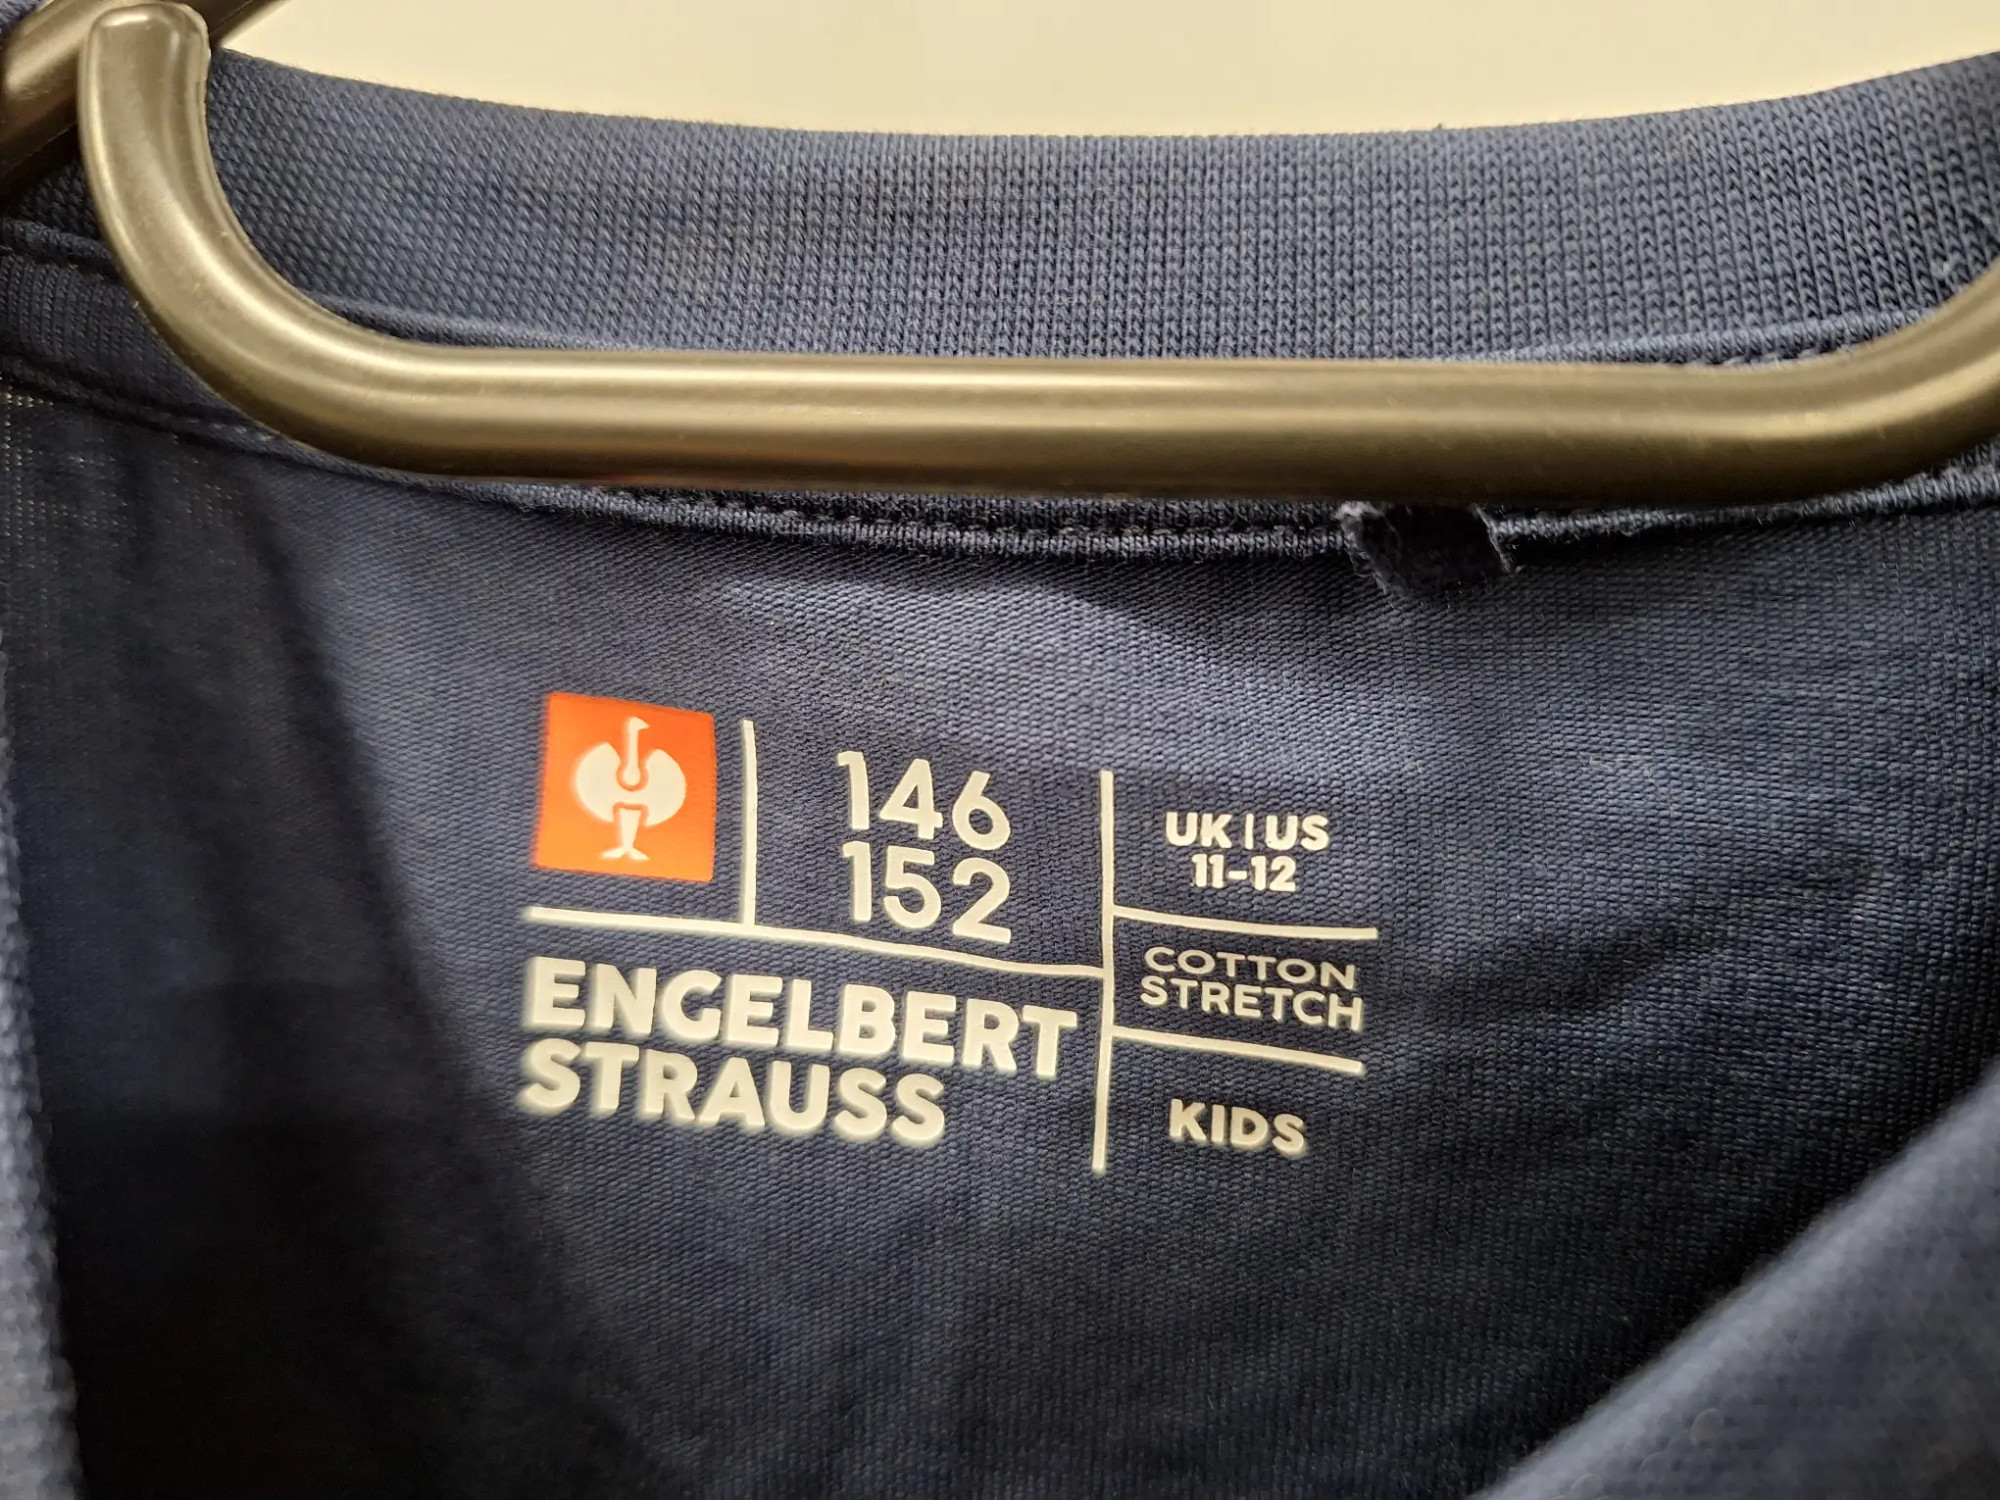 146
152
UK | US
11-12
COTTON
STRETCH
ENGELBERT
STRAUSS
KIDS